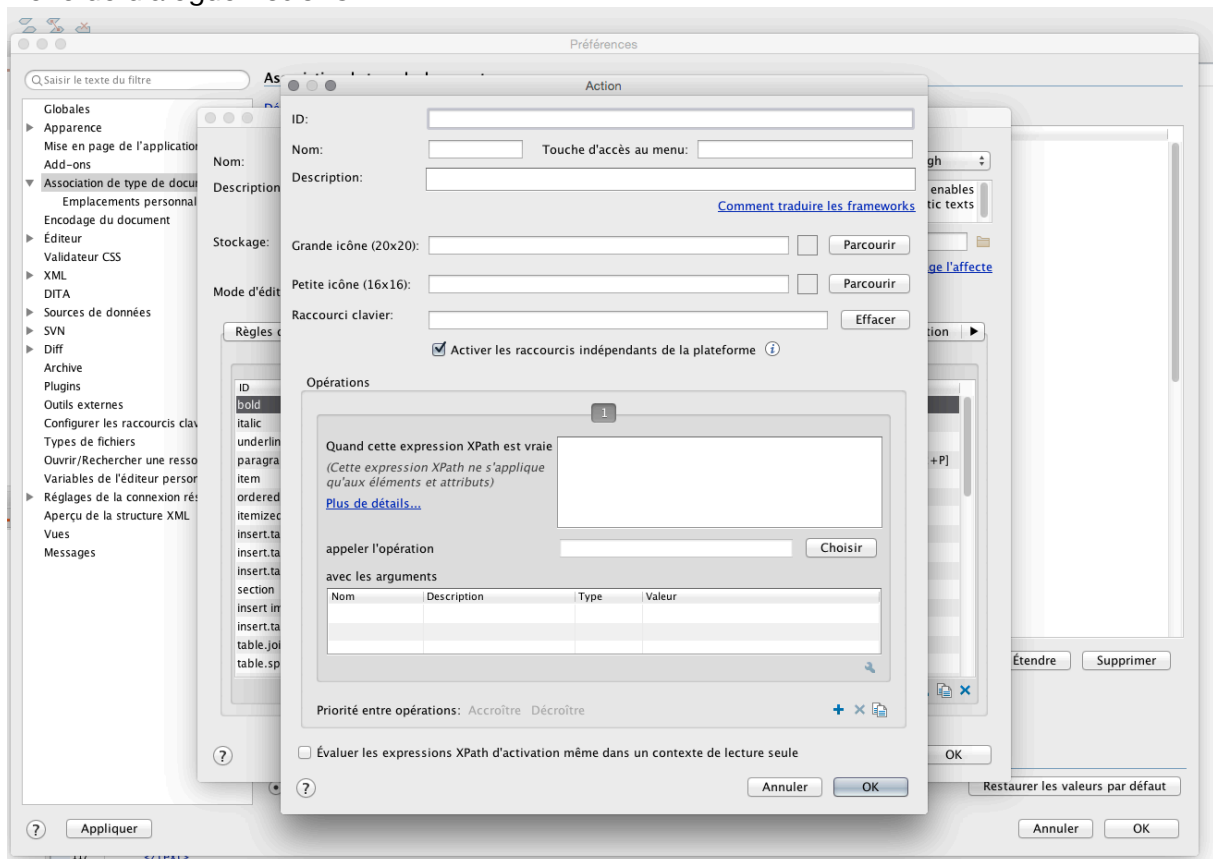 Préférences
Saisir le texte du filtre
Globales
Apparence
Mise en page de l'application
Add-ons
Association de type de docu
Emplacements personnal
Encodage du document
Éditeur
Validateur CSS
XML
DITA
Sources de données
SVN
Diff
Archive
Plugins
Outils externes
Configurer les raccourcis clav
Types de fichiers
Ouvrir/Rechercher une resso
Variables de l'éditeur person
Réglages de la connexion rés
Aperçu de la structure XML
Vues
Messages
Nom:
Description
Stockage:
Mode d'édit
Règles d
ID
bold
italic
underlin
paragra
item
ordered
itemized
insert.ta
insert.ta
insert.ta
section
insert im
insert.ta
table.joi
table.sp
Action
ID:
Nom:
Touche d'accès au menu:
Description:
Comment traduire les frameworks
Grande icône (20x20):
Parcourir
Petite icône (16x16):
Parcourir
Raccourci clavier:
Effacer
Activer les raccourcis indépendants de la plateforme
Opérations
1
Quand cette expression XPath est vraie
(Cette expression XPath ne s'applique
qu'aux éléments et attributs)
Plus de détails...
appeler l'opération
Choisir
avec les arguments
Nom Description Type Valeur
Priorité entre opérations: Accroître Décroître
Évaluer les expressions XPath d'activation même dans un contexte de lecture seule
? Annuler OK
gh
enables
tic texts
ge l'affecte
tion
+P]
? OK
Étendre Supprimer
Restaurer les valeurs par défaut
? Appliquer Annuler OK